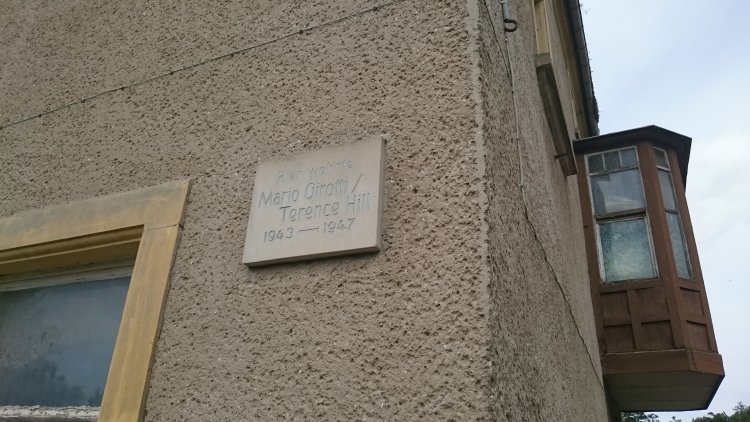 Hier wohnte
Mario Girotti/
Terence Hill
1943 — 1947